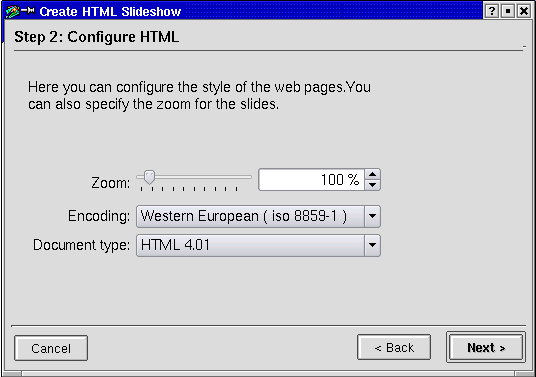 Create HTML Slideshow
Step 2: Configure HTML
Here you can configure the style of the web pages.You
can also specify the zoom for the slides.
Zoom: 100 %
Encoding: Western European ( iso 8859-1 )
Document type: HTML 4.01
Cancel < Back Next >